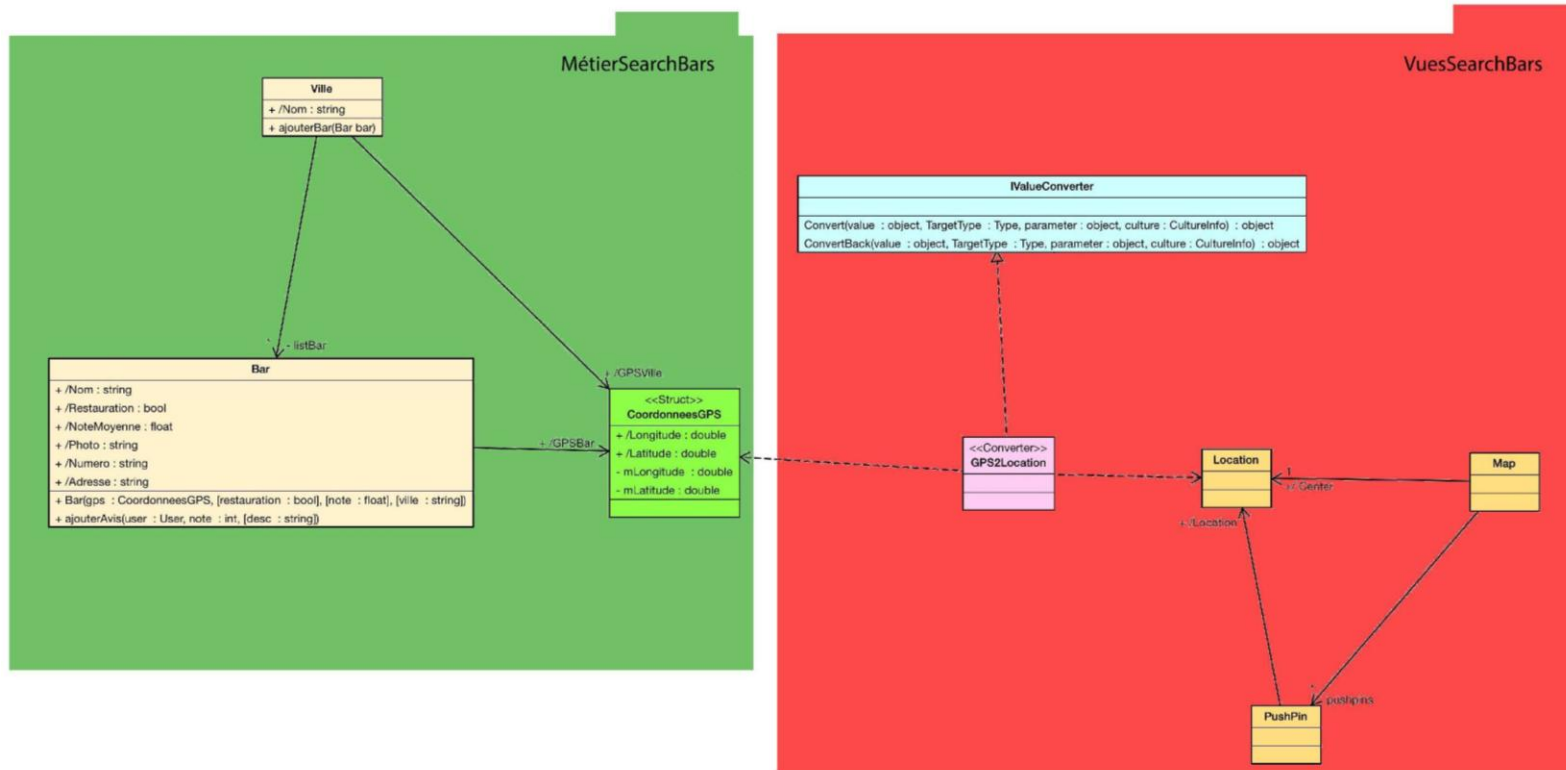 MétierSearchBars
Ville
+ /Nom : string
+ ajouterBar(Bar bar)
* - listBar
Bar
+ /Nom : string
+ /Restauration : bool
+ /NoteMoyenne : float
+ /Photo : string
+ /Numero : string
+ /Adresse : string
+ Bar(gps : CoordonneesGPS, [restauration : bool], [note : float], [ville : string])
+ ajouterAvis(user : User, note : int, [desc : string])
+ /GPSVille
+ /GPSBar
<<Struct>>
CoordonneesGPS
+ /Longitude : double
+ /Latitude : double
- mLongitude : double
- mLatitude : double
VuesSearchBars
IValueConverter
Convert(value : object, TargetType : Type, parameter : object, culture : CultureInfo) : object
ConvertBack(value : object, TargetType : Type, parameter : object, culture : CultureInfo) : object
<<Converter>>
GPS2Location
Location
1
Center
Map
+ /Location
* pushpins
PushPin